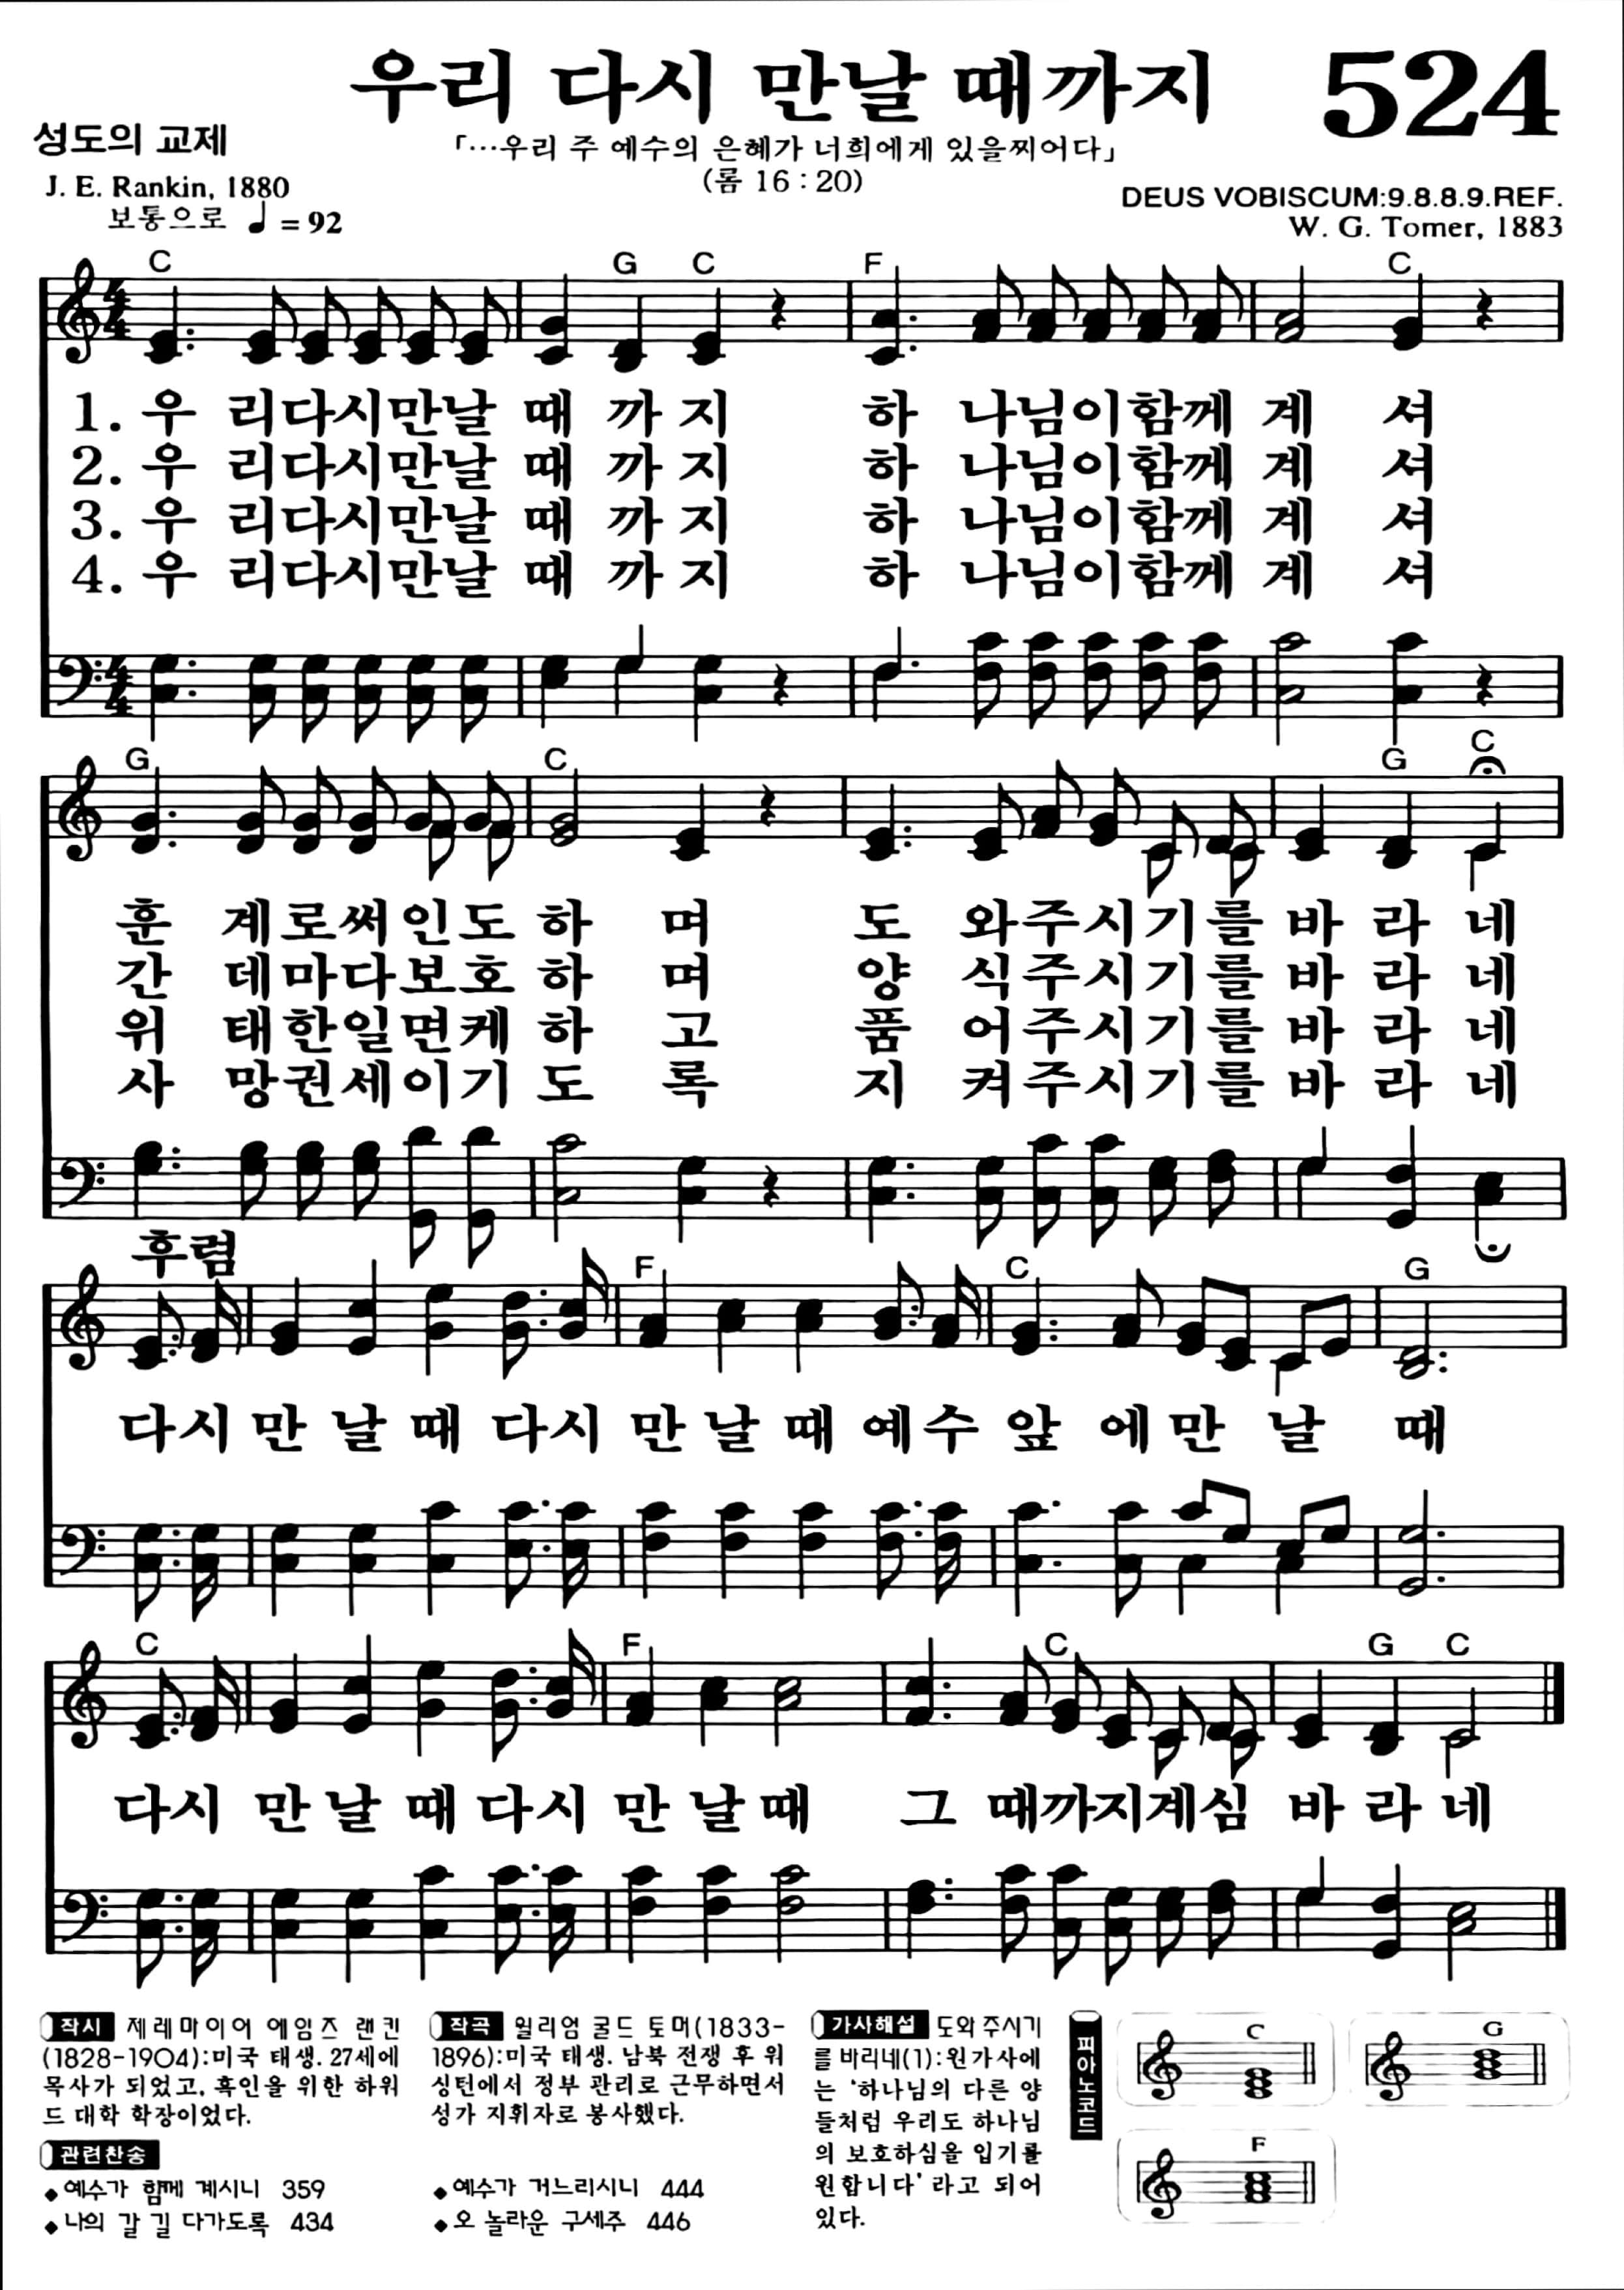 우리 다시 만날 때까지 524
성도의 교제
「…우리 주 예수의 은혜가 너희에게 있을찌어다」
(롬 16 : 20)
J. E. Rankin, 1880
DEUS VOBISCUM:9.8.8.9.REF.
보통으로 ♩ = 92
W. G. Tomer, 1883
C G C F C
1. 우 리다시만날 때 까 지 하 나님이함께 계 셔
2. 우 리다시만날 때 까 지 하 나님이함께 계 셔
3. 우 리다시만날 때 까 지 하 나님이함께 계 셔
4. 우 리다시만날 때 까 지 하 나님이함께 계 셔
G C G C
훈 계로써인도 하 며 도 와주시기를 바 라 네
간 데마다보호 하 며 양 식주시기를 바 라 네
위 태한일면케 하 고 품 어주시기를 바 라 네
사 망권세이기 도 록 지 켜주시기를 바 라 네
후렴
F C G
다시 만 날 때 다시 만 날 때 예수 앞 에만 날 때
C F C G C
다시 만 날 때 다시 만 날때 그 때까지계심 바 라 네
작시 제레마이어 에임즈 랜킨
(1828-1904):미국 태생. 27세에
목사가 되었고, 흑인을 위한 하워
드 대학 학장이었다.
작곡 윌리엄 굴드 토머(1833-
1896):미국 태생. 남북 전쟁 후 워
싱턴에서 정부 관리로 근무하면서
성가 지휘자로 봉사했다.
가사해설 도와 주시기
를 바라네(1):원가사에
는 '하나님의 다른 양
들처럼 우리도 하나님
의 보호하심을 입기를
원합니다' 라고 되어
있다.
피아노코드
C
G
F
관련찬송
◆예수가 함께 계시니 359
◆나의 갈 길 다가도록 434
◆예수가 거느리시니 444
◆오 놀라운 구세주 446